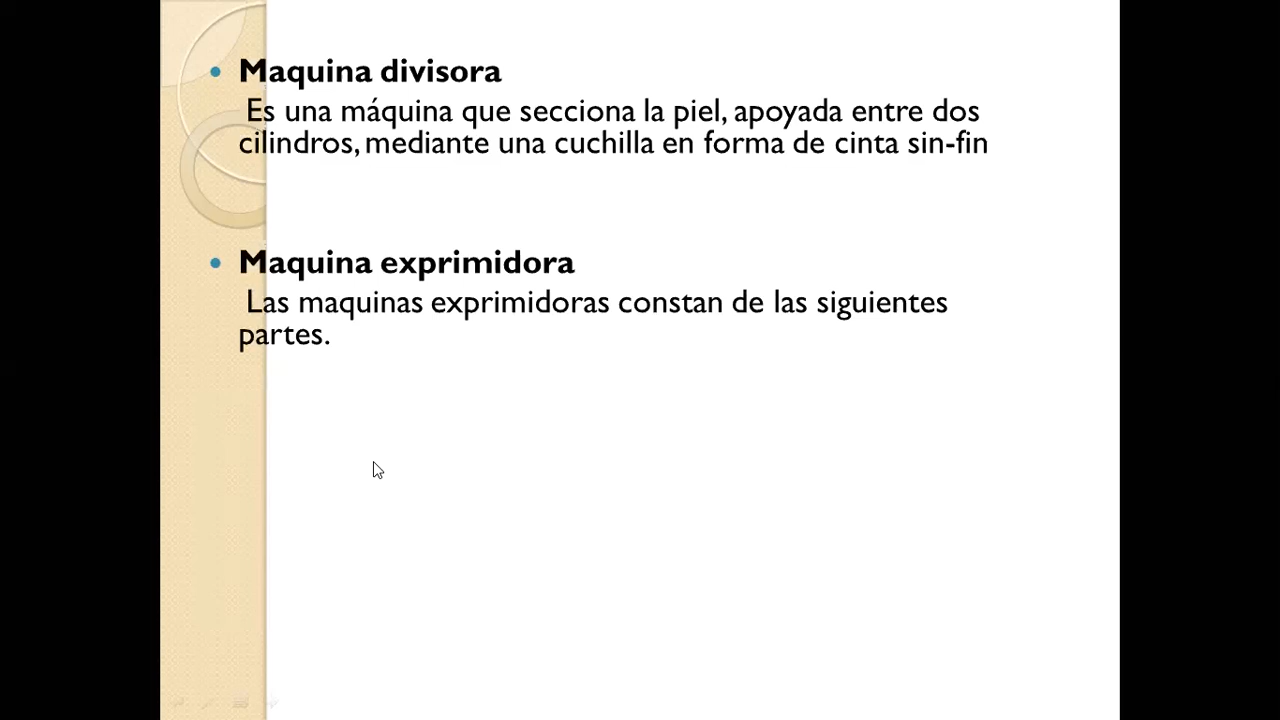 Maquina divisora
Es una máquina que secciona la piel, apoyada entre dos
cilindros, mediante una cuchilla en forma de cinta sin-fin
Maquina exprimidora
Las maquinas exprimidoras constan de las siguientes
partes.